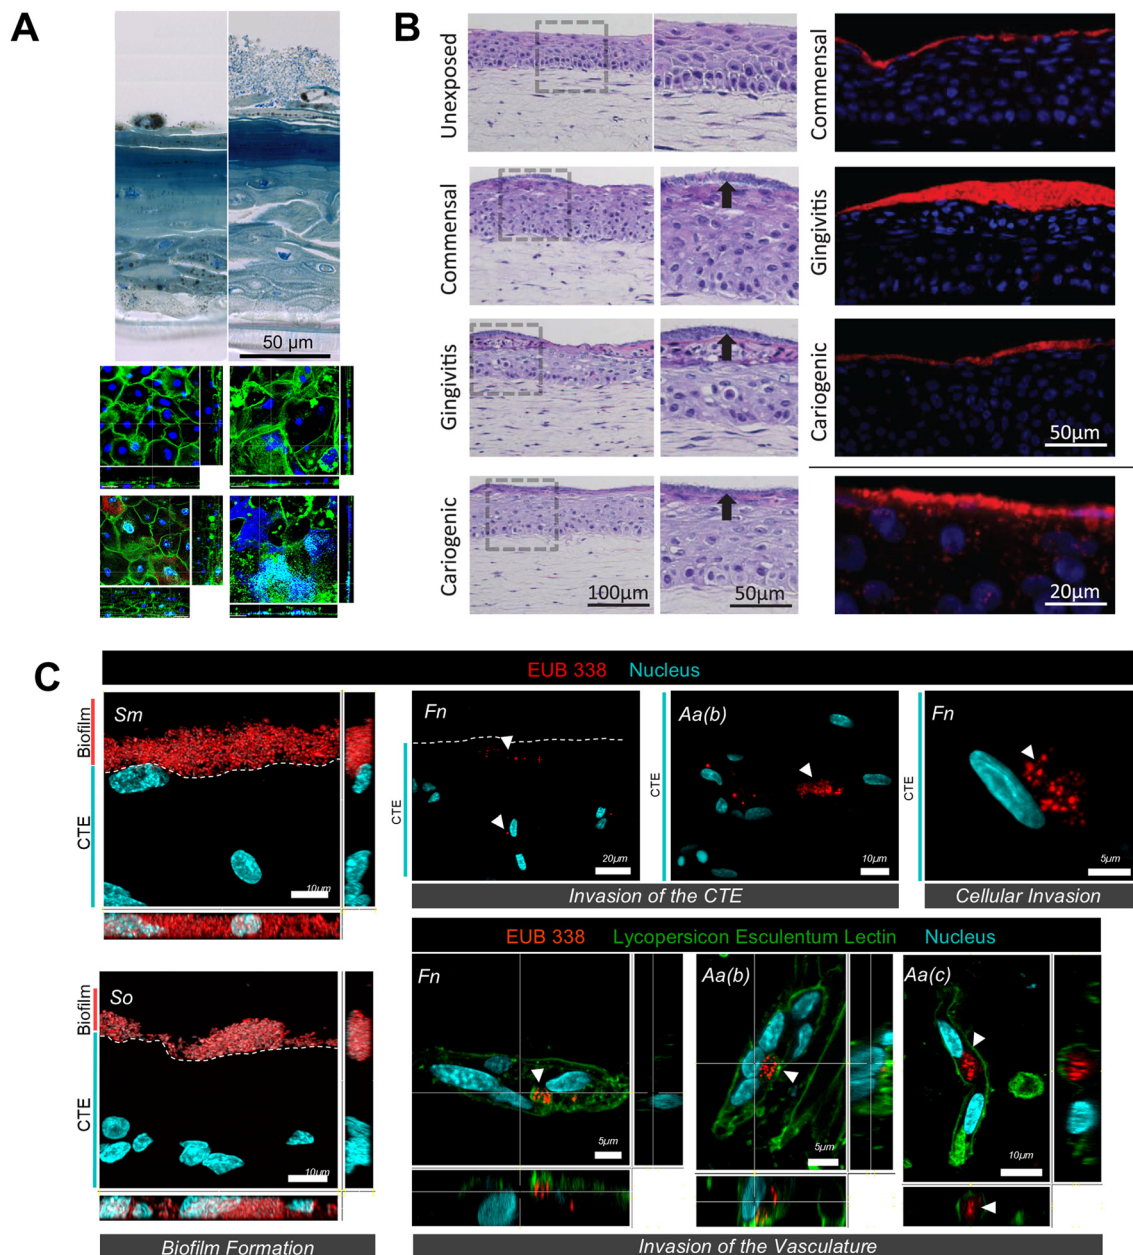 A
50 µm
B
Unexposed
Commensal
Gingivitis
Cariogenic
100µm
50µm
Commensal
Gingivitis
Cariogenic
50µm
20µm
C
EUB 338 Nucleus
Biofilm
CTE
Sm
10µm
CTE
Fn
20µm
CTE
Aa(b)
10µm
CTE
Fn
5µm
Invasion of the CTE
Cellular Invasion
EUB 338 Lycopersicon Esculentum Lectin Nucleus
Biofilm
CTE
So
10µm
Fn
5µm
Aa(b)
5µm
Aa(c)
10µm
Biofilm Formation
Invasion of the Vasculature